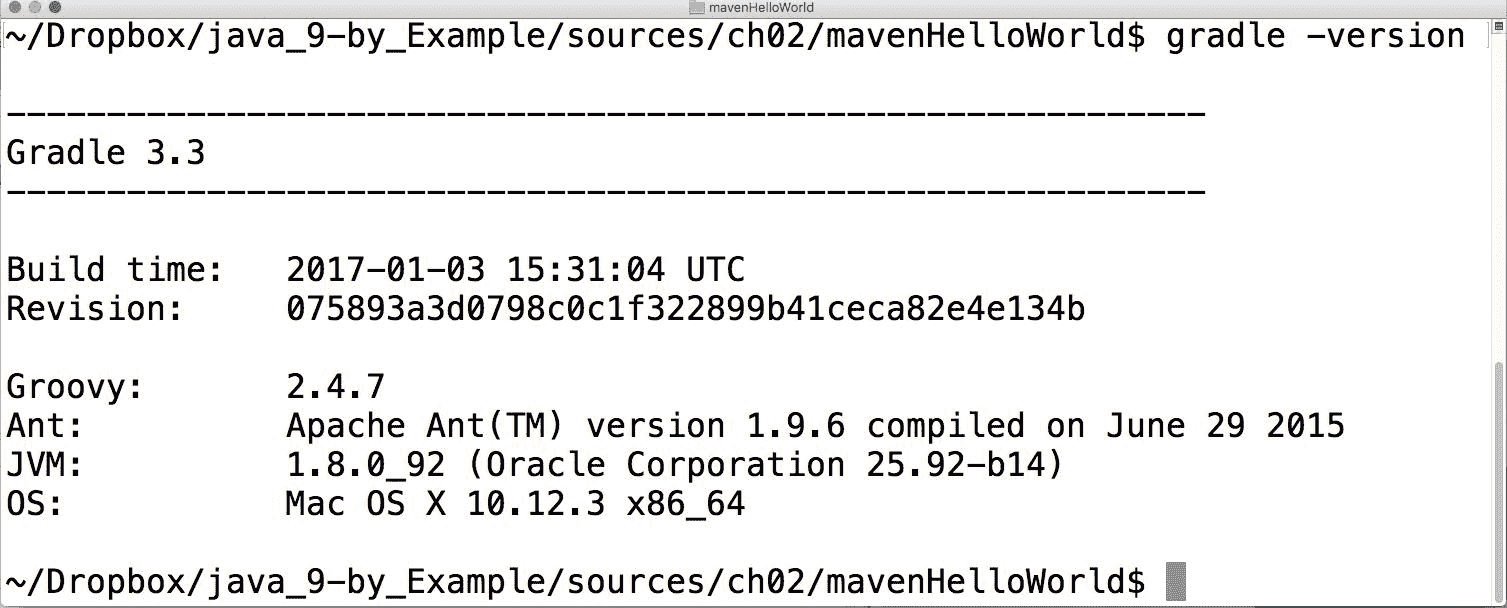 mavenHelloWorld
~/Dropbox/java_9-by_Example/sources/ch02/mavenHelloWorld$ gradle -version
------------------------------------------------------------
Gradle 3.3
------------------------------------------------------------
Build time:   2017-01-03 15:31:04 UTC
Revision:     075893a3d0798c0c1f322899b41ceca82e4e134b
Groovy:       2.4.7
Ant:          Apache Ant(TM) version 1.9.6 compiled on June 29 2015
JVM:          1.8.0_92 (Oracle Corporation 25.92-b14)
OS:           Mac OS X 10.12.3 x86_64
~/Dropbox/java_9-by_Example/sources/ch02/mavenHelloWorld$